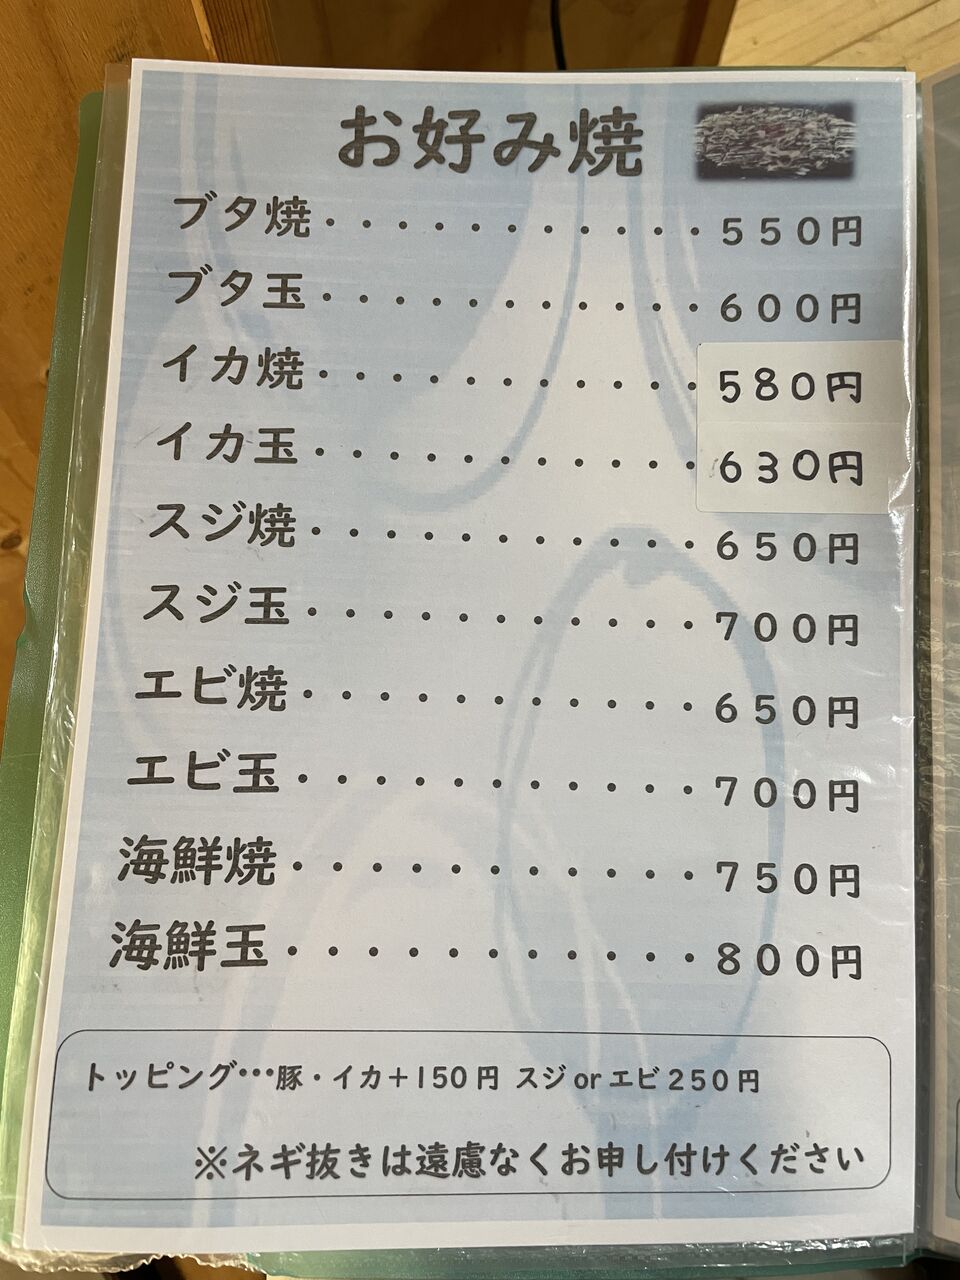 お好み焼
ブタ焼・・・・・・・・・・550円
ブタ玉・・・・・・・・・・600円
イカ焼・・・・・・・・・・580円
イカ玉・・・・・・・・・・630円
スジ焼・・・・・・・・・・・650円
スジ玉・・・・・・・・・・・700円
エビ焼・・・・・・・・・・・650円
エビ玉・・・・・・・・・・・700円
海鮮焼・・・・・・・・・・・750円
海鮮玉・・・・・・・・・・・800円
トッピング…豚・イカ＋150円 スジorエビ250円
※ネギ抜きは遠慮なくお申し付けください